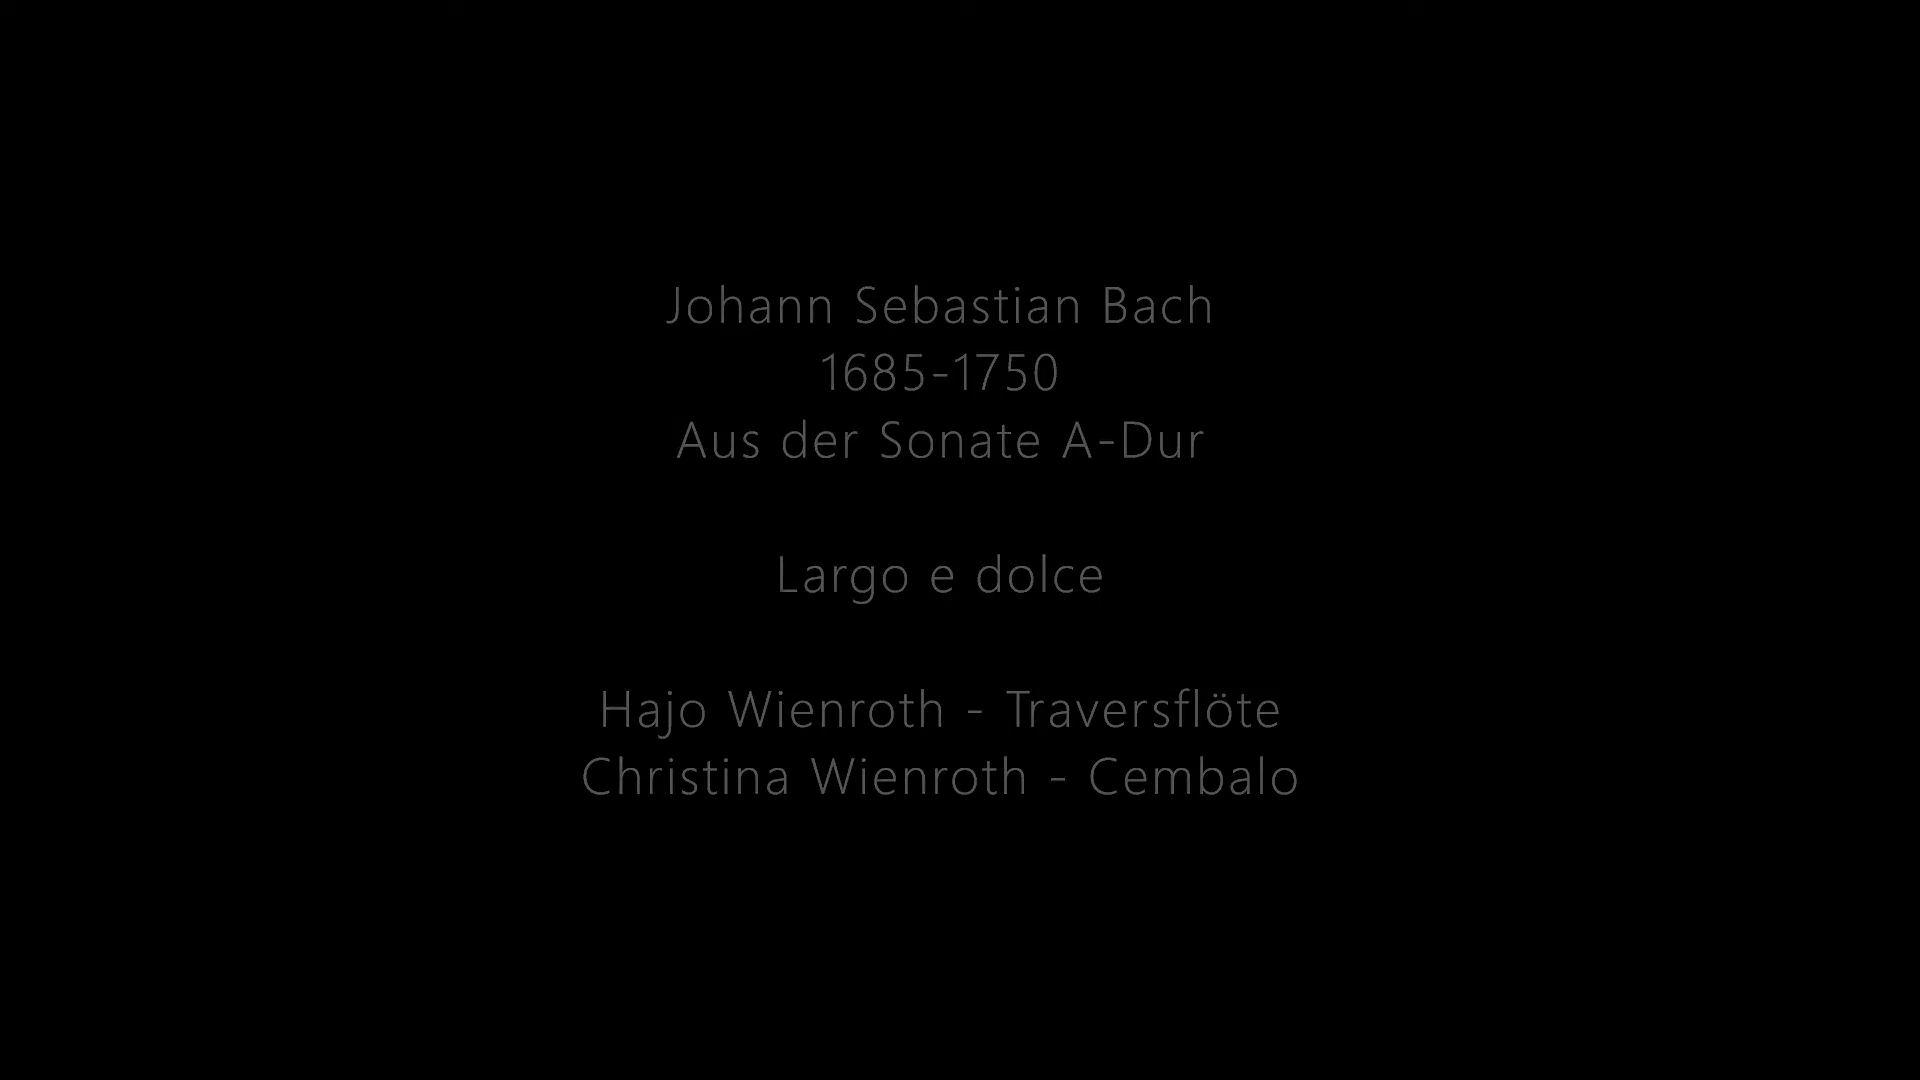 Johann Sebastian Bach
1685-1750
Aus der Sonate A-Dur
Largo e dolce
Hajo Wienroth - Traversflöte
Christina Wienroth - Cembalo